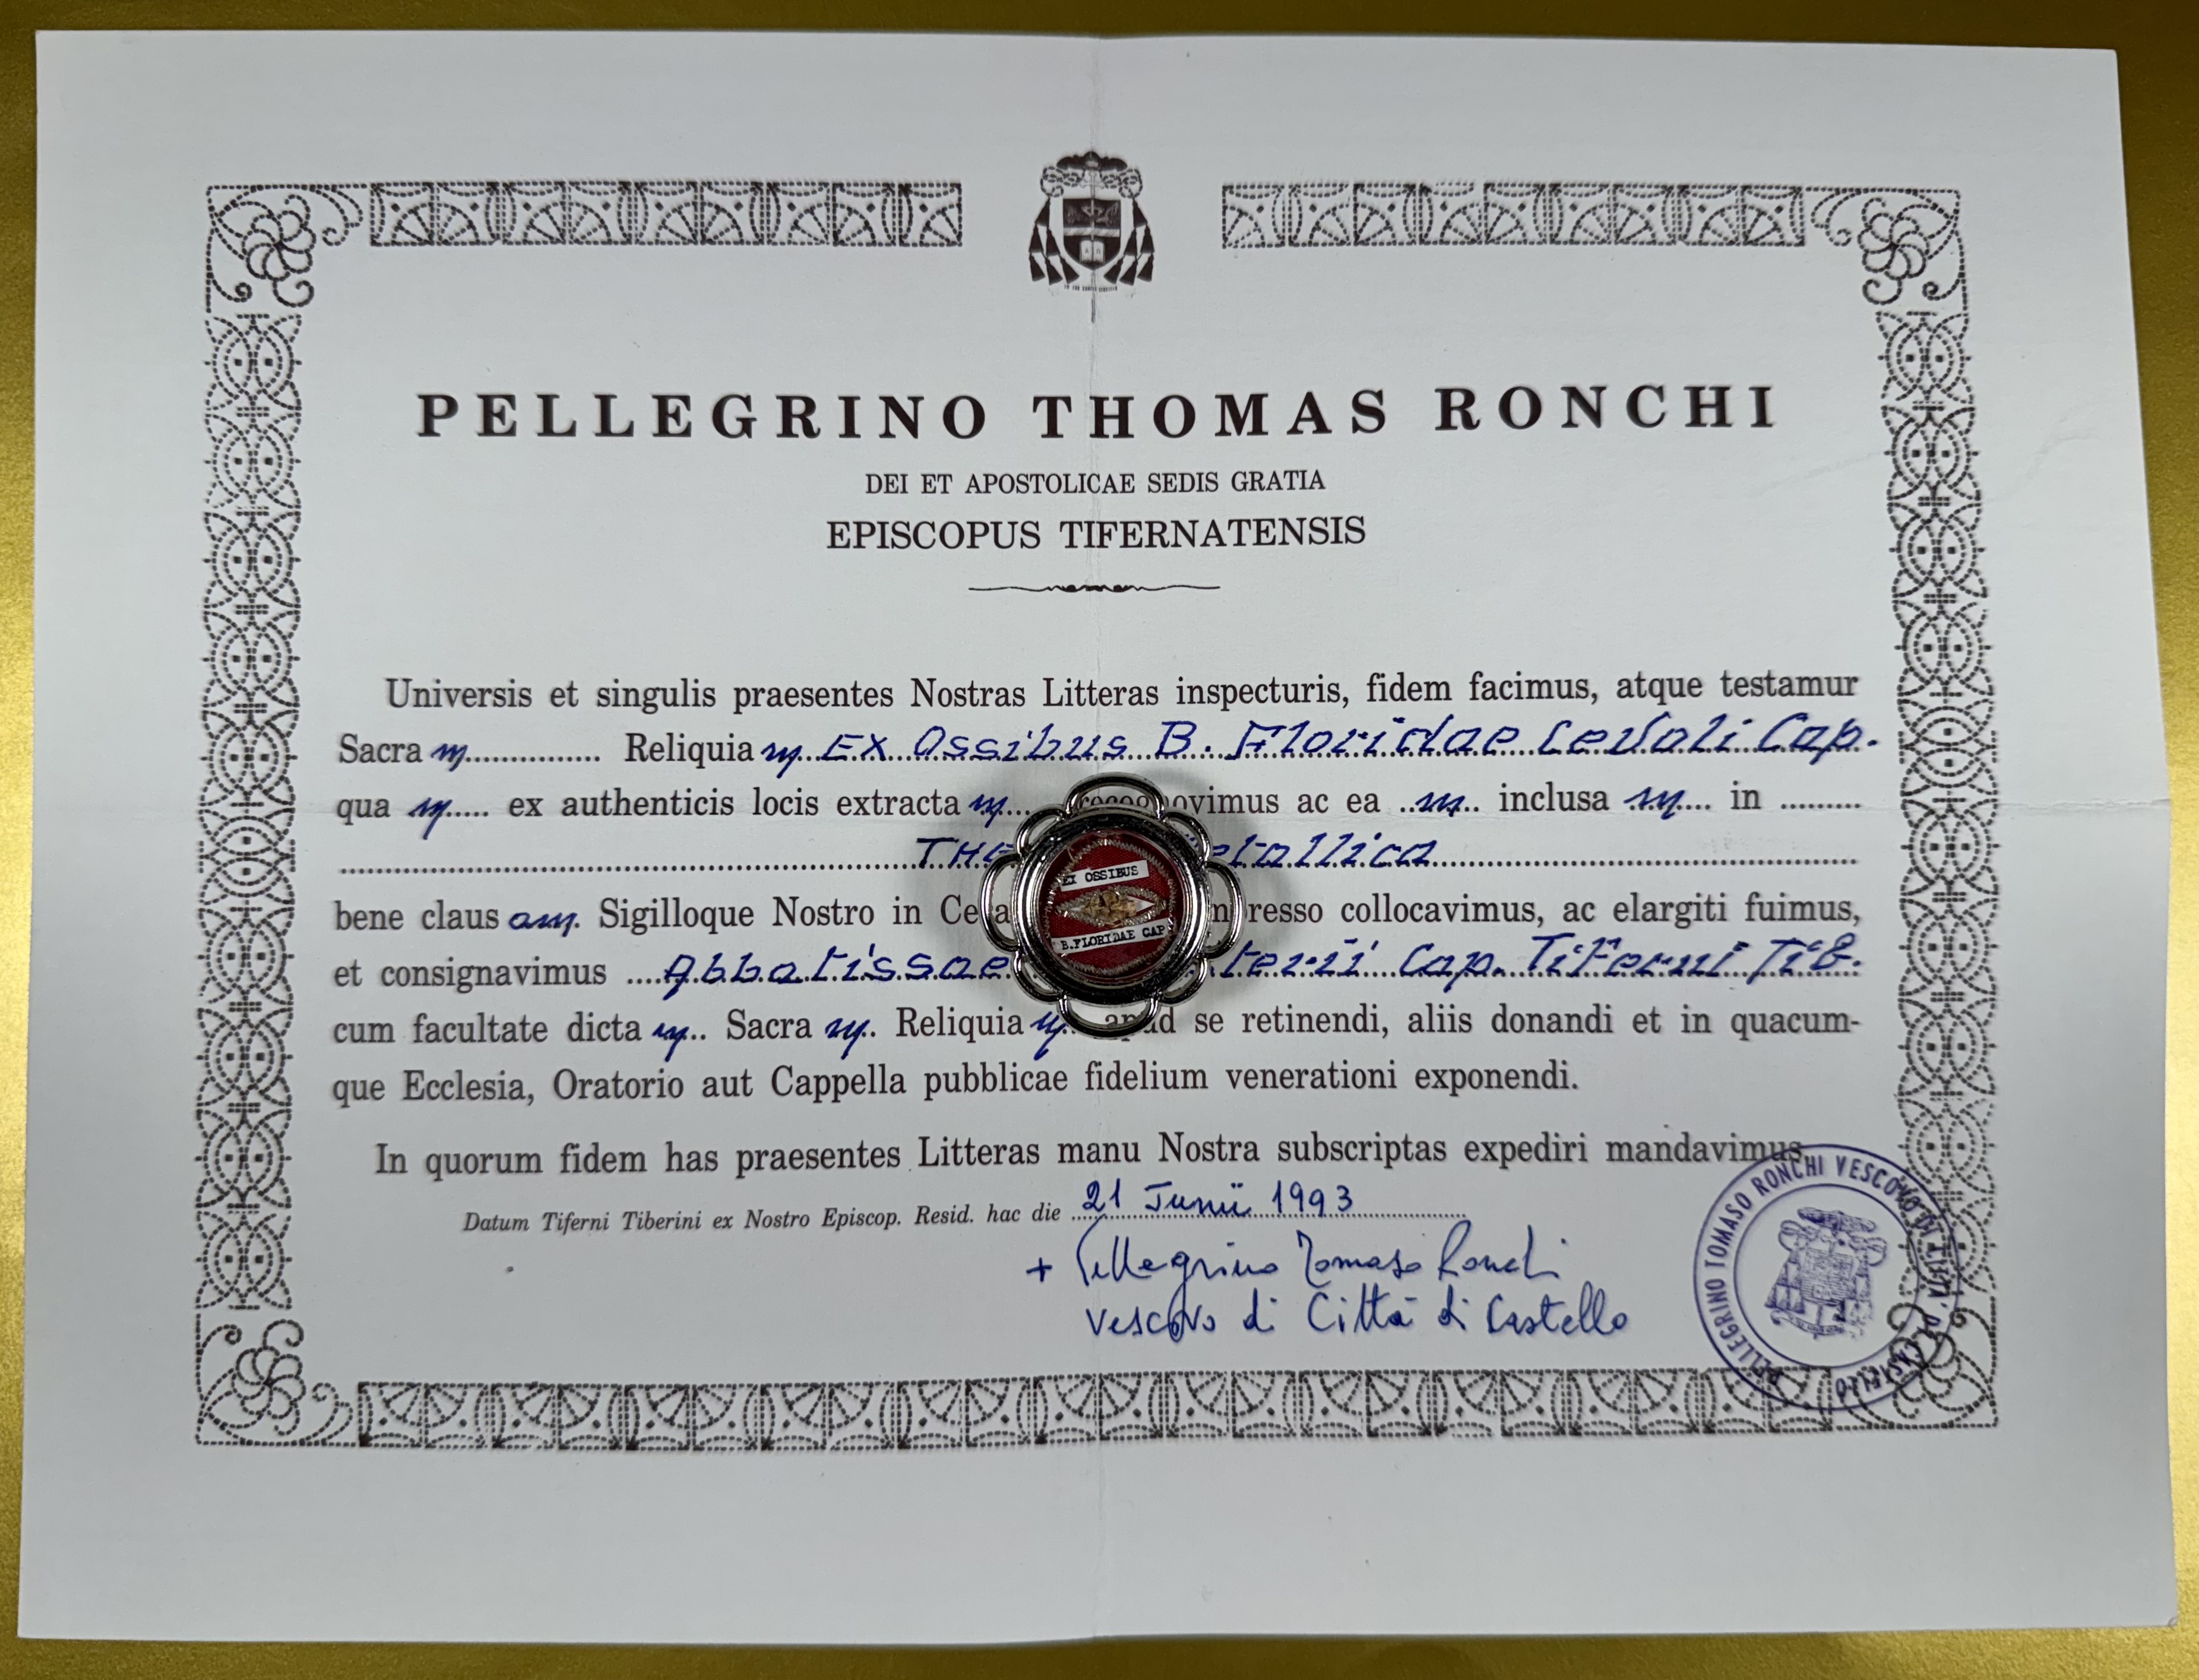 PELLEGRINO THOMAS RONCHI
DEI ET APOSTOLICAE SEDIS GRATIA
EPISCOPUS TIFERNATENSIS
Universis et singulis praesentes Nostras Litteras inspecturis, fidem facimus, atque testamur
Sacra m............... Reliquia m. Ex Ossibus B. Floridae Cevoli Cap.
qua m..... ex authenticis locis extracta m.... recognovimus ac ea ..m.. inclusa m.... in .........
etallica
bene claus am. Sigilloque Nostro in Ce a resso collocavimus, ac elargiti fuimus,
et consignavimus ....Abbatissae terii Cap. Tiferni Tib.
cum facultate dicta m.. Sacra m. Reliquia m.. apud se retinendi, aliis donandi et in quacum-
que Ecclesia, Oratorio aut Cappella pubblicae fidelium venerationi exponendi.
In quorum fidem has praesentes Litteras manu Nostra subscriptas expediri mandavimus.
Datum Tiferni Tiberini ex Nostro Episcop. Resid. hac die 21 Junii 1993
+ Pellegrino Tomaso Ronchi
Vescovo di Città di Castello
EX OSSIBUS
B.FLORIDAE CAP
PELLEGRINO TOMASO RONCHI VESCOVO DI CITTA' DI CASTELLO